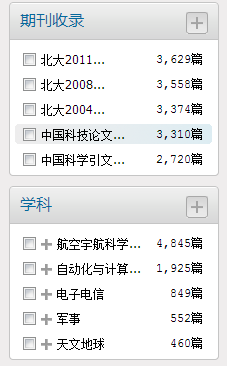 期刊收录
北大2011... 3,629篇
北大2008... 3,558篇
北大2004... 3,374篇
中国科技论文... 3,310篇
中国科学引文... 2,720篇
学科
航空宇航科学... 4,845篇
自动化与计算... 1,925篇
电子电信 849篇
军事 552篇
天文地球 460篇